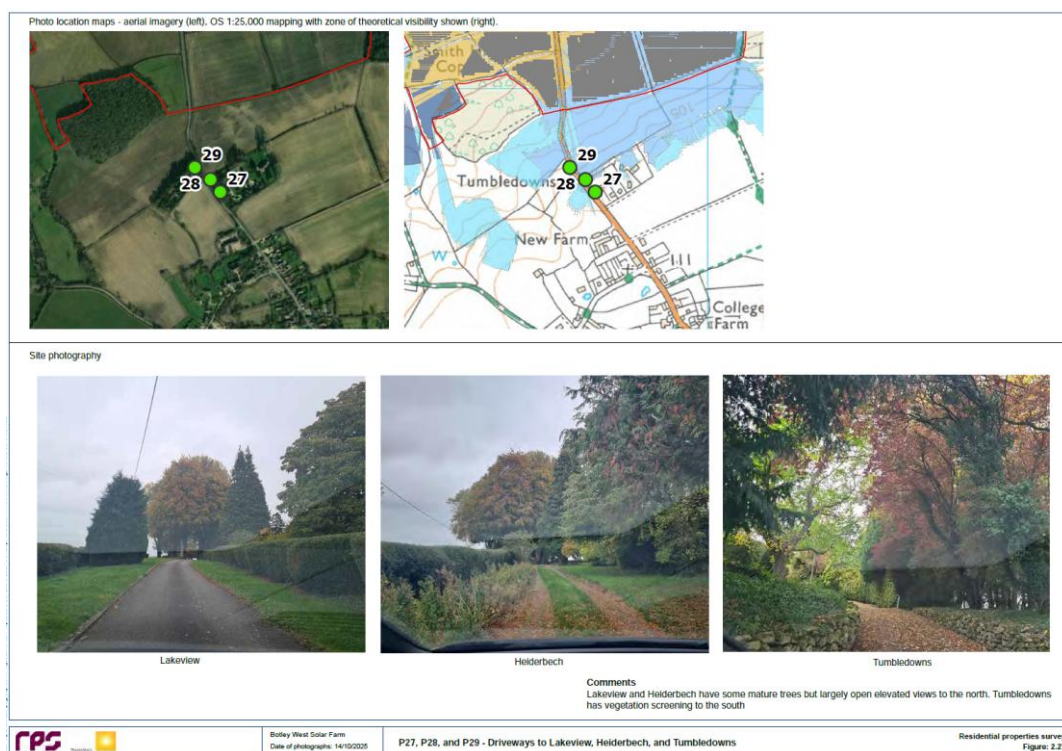 Photo location maps - aerial imagery (left), OS 1:25,000 mapping with zone of theoretical visibility shown (right).
29
28
27
Smith
Cop
105
29
Tumbledowns
28
27
New Farm
W
111
College
Farm
Site photography
Lakeview
Heiderbech
Tumbledowns
Comments
Lakeview and Heiderbech have some mature trees but largely open elevated views to the north. Tumbledowns
has vegetation screening to the south
rps
Botley West Solar Farm
Date of photographs: 14/10/2025
P27, P28, and P29 - Driveways to Lakeview, Heiderbech, and Tumbledowns
Residential properties surve
Figure: 2.2